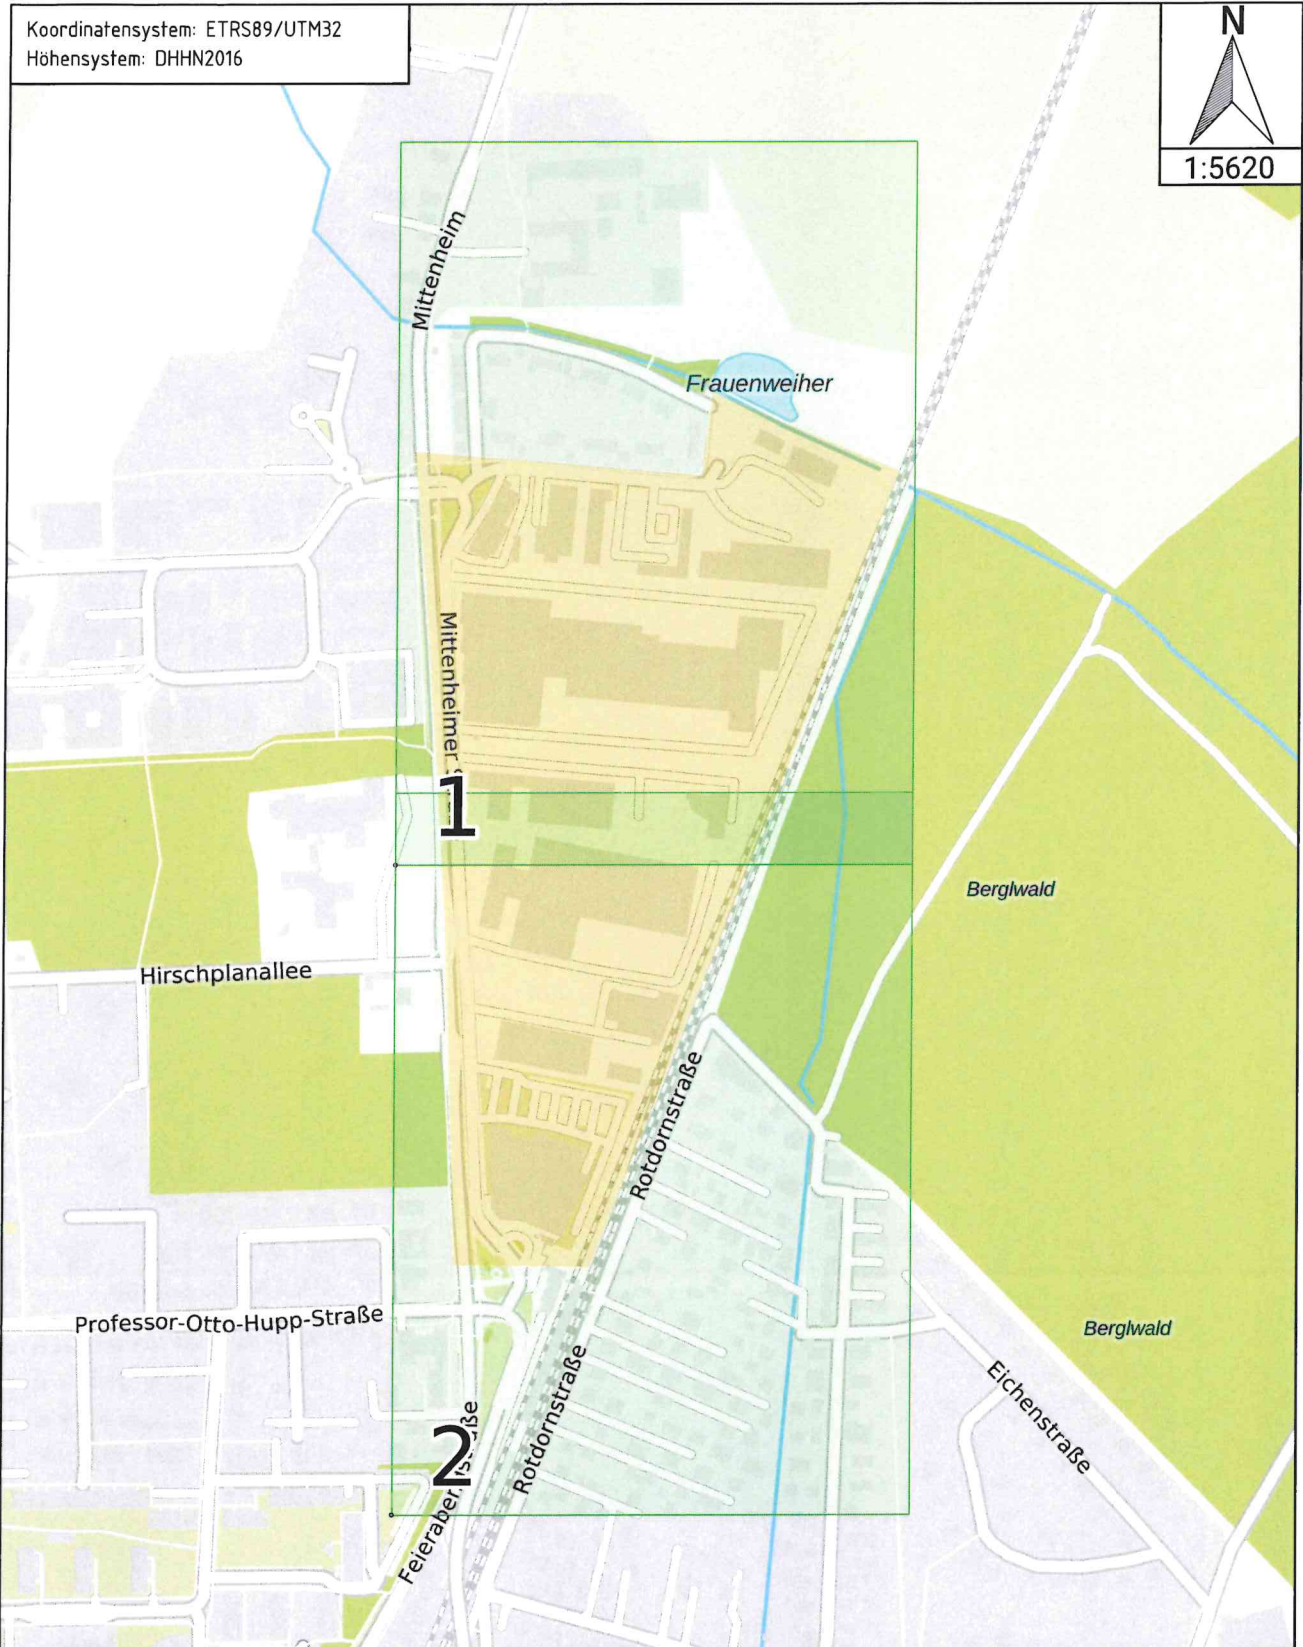 Koordinatensystem: ETRS89/UTM32
Höhensystem: DHHN2016
N
1:5620
Mittenheim
Frauenweiher
Mittenheimer
1
Berglwald
Hirschplanallee
Rotdornstraße
Professor-Otto-Hupp-Straße
Berglwald
Rotdornstraße
Eichenstraße
2